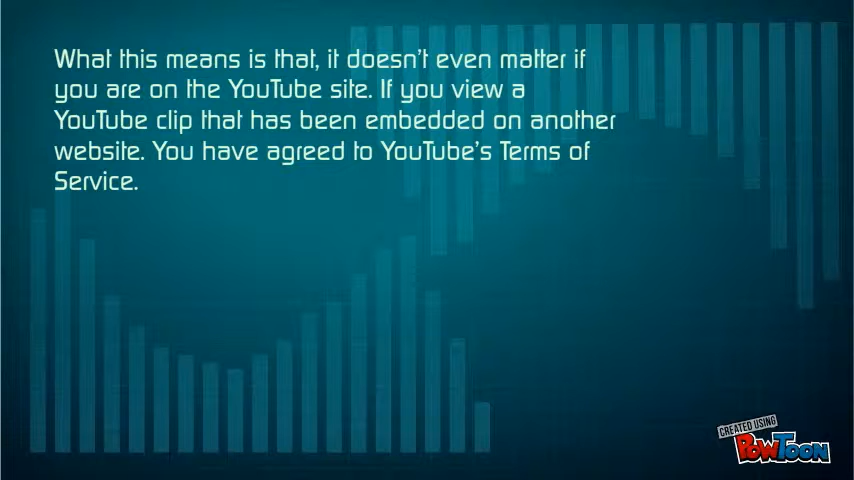 What this means is that, it doesn't even matter if
you are on the YouTube site. If you view a
YouTube clip that has been embedded on another
website. You have agreed to YouTube's Terms of
Service.
CREATED USING
POWTOON